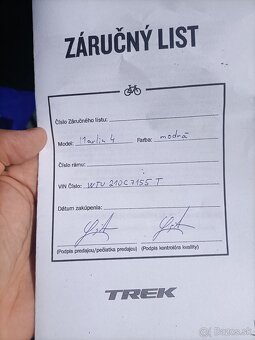 ZÁRUČNÝ LIST
Číslo Záručného listu:
Model: Marlin 4 Farba: modná
Číslo rámu:
VIN Číslo: WTU 210C7155 T
Dátum zakúpenia:
(Podpis predajcu/pečiatka predajcu) (Podpis kontrolóra kvality)
TREK
bazos.sk